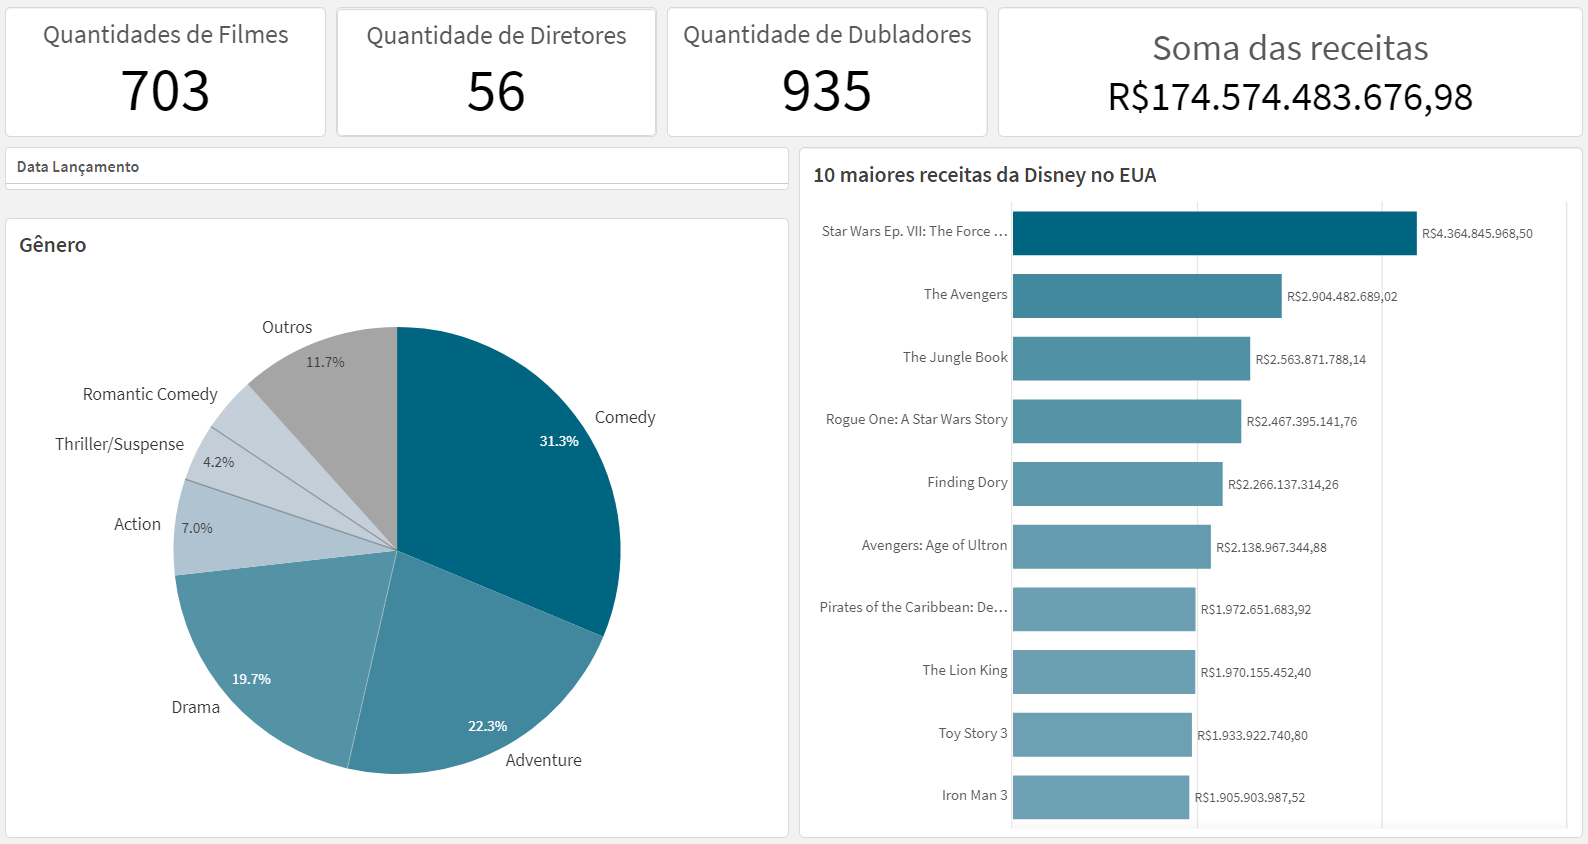 Quantidades de Filmes
703
Quantidade de Diretores
56
Quantidade de Dubladores
935
Soma das receitas
R$174.574.483.676,98
Data Lançamento
Gênero
Outros
11.7%
Romantic Comedy
Thriller/Suspense
4.2%
Action
7.0%
Comedy
31.3%
Drama
19.7%
Adventure
22.3%
10 maiores receitas da Disney no EUA
Star Wars Ep. VII: The Force …
R$4.364.845.968,50
The Avengers
R$2.904.482.689,02
The Jungle Book
R$2.563.871.788,14
Rogue One: A Star Wars Story
R$2.467.395.141,76
Finding Dory
R$2.266.137.314,26
Avengers: Age of Ultron
R$2.138.967.344,88
Pirates of the Caribbean: De…
R$1.972.651.683,92
The Lion King
R$1.970.155.452,40
Toy Story 3
R$1.933.922.740,80
Iron Man 3
R$1.905.903.987,52